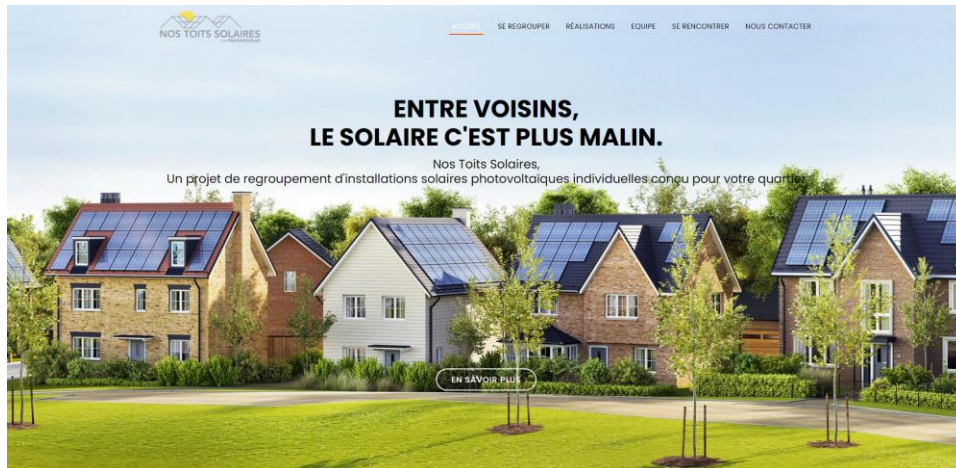 NOS TOITS SOLAIRES
ACCUEIL SE REGROUPER RÉALISATIONS EQUIPE SE RENCONTRER NOUS CONTACTER
ENTRE VOISINS,
LE SOLAIRE C'EST PLUS MALIN.
Nos Toits Solaires,
Un projet de regroupement d'installations solaires photovoltaïques individuelles conçu pour votre quartier.
EN SAVOIR PLUS